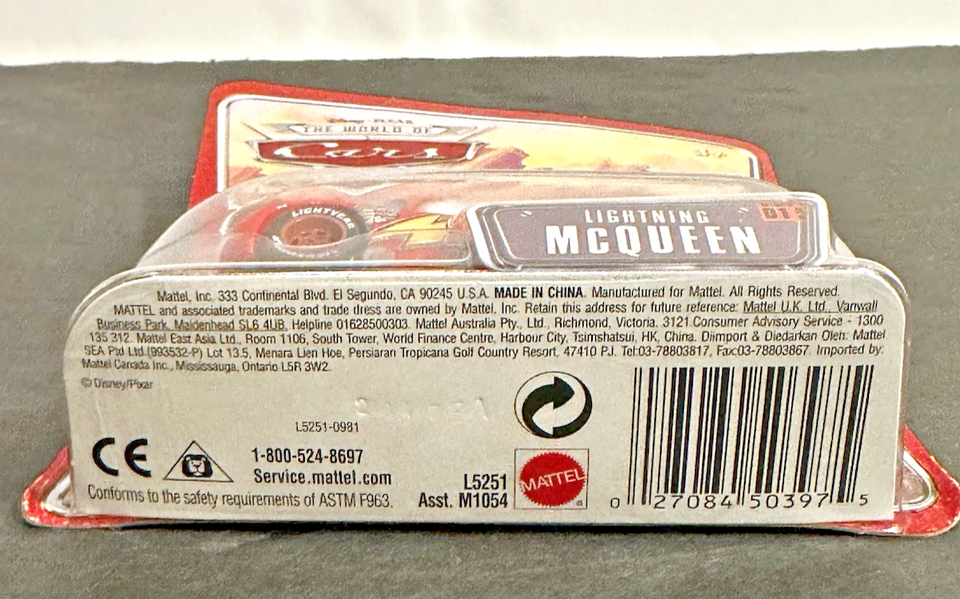 THE WORLD OF
Cars
LIGHTYEAR
LIGHTNING
MCQUEEN
Mattel, Inc. 333 Continental Blvd. El Segundo, CA 90245 U.S.A. MADE IN CHINA. Manufactured for Mattel. All Rights Reserved.
MATTEL and associated trademarks and trade dress are owned by Mattel, Inc. Retain this address for future reference: Mattel U.K. Ltd., Vanwall
Business Park, Maidenhead SL6 4UB, Helpline 01628500303. Mattel Australia Pty., Ltd., Richmond, Victoria. 3121.Consumer Advisory Service - 1300
135 312. Mattel East Asia Ltd., Room 1106, South Tower, World Finance Centre, Harbour City, Tsimshatsui, HK, China. Diimport & Diedarkan Oleh: Mattel
SEA Ptd Ltd.(993532-P) Lot 13.5, Menara Lien Hoe, Persiaran Tropicana Golf Country Resort, 47410 PJ. Tel:03-78803817, Fax:03-78803867. Imported by:
Mattel Canada Inc., Mississauga, Ontario L5R 3W2.
© Disney/Pixar
L5251-0981
CE
1-800-524-8697
Service.mattel.com
Conforms to the safety requirements of ASTM F963.
L5251
Asst. M1054
MATTEL
0 27084 50397 5